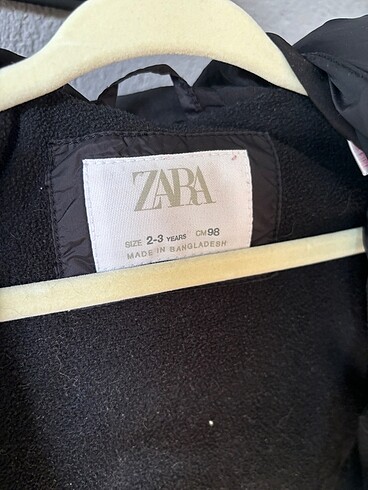 ZARA
SIZE 2-3 YEARS CM 98
MADE IN BANGLADESH